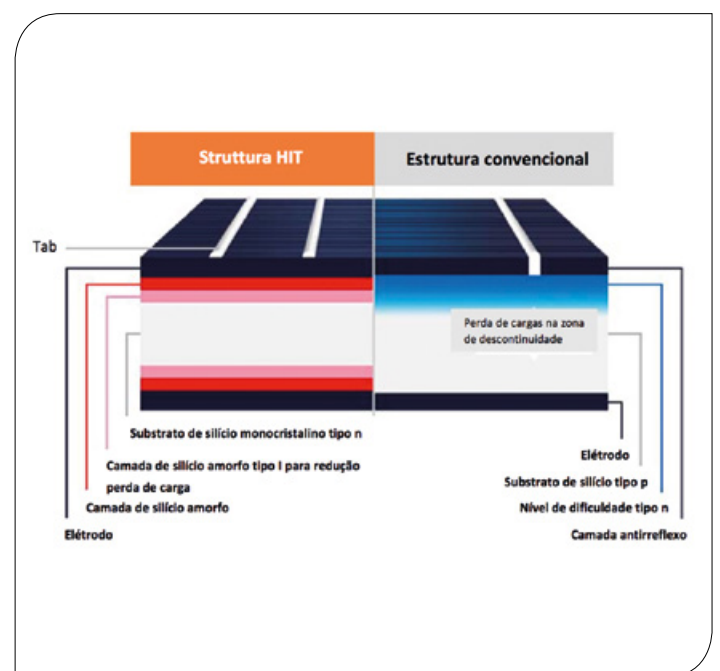 Struttura HIT
Estrutura convencional
Tab
Perda de cargas na zona
de descontinuidade
Substrato de silício monocristalino tipo n
Camada de silício amorfo tipo I para redução
perda de carga
Camada de silício amorfo
Elétrodo
Elétrodo
Substrato de silício tipo p
Nível de dificuldade tipo n
Camada antirreflexo